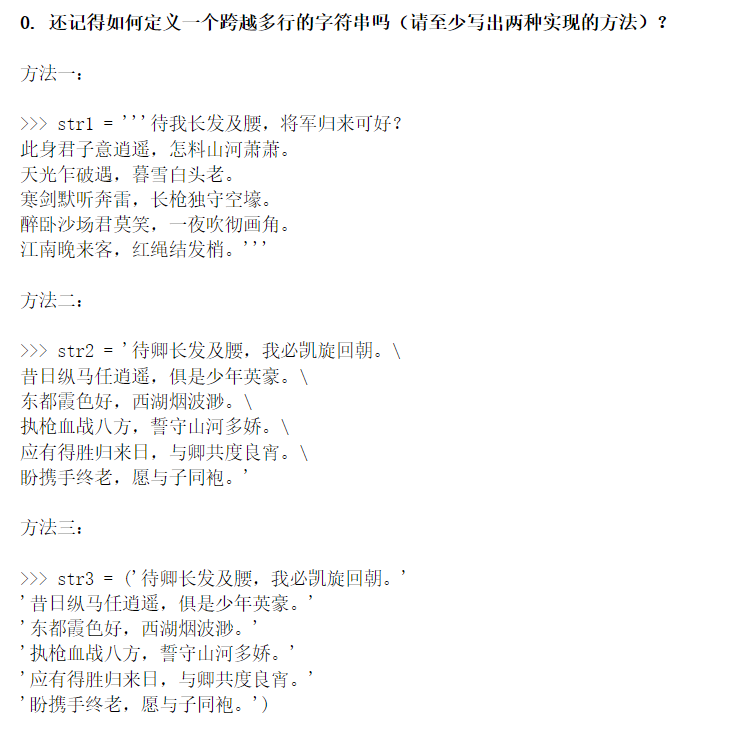 0. 还记得如何定义一个跨越多行的字符串吗（请至少写出两种实现的方法）？
方法一：
>>> str1 = '''待我长发及腰，将军归来可好？
此身君子意逍遥，怎料山河萧萧。
天光乍破遇，暮雪白头老。
寒剑默听奔雷，长枪独守空壕。
醉卧沙场君莫笑，一夜吹彻画角。
江南晚来客，红绳结发梢。'''
方法二：
>>> str2 = '待卿长发及腰，我必凯旋回朝。\
昔日纵马任逍遥，俱是少年英豪。\
东都霞色好，西湖烟波渺。\
执枪血战八方，誓守山河多娇。\
应有得胜归来日，与卿共度良宵。\
盼携手终老，愿与子同袍。'
方法三：
>>> str3 = ('待卿长发及腰，我必凯旋回朝。'
'昔日纵马任逍遥，俱是少年英豪。'
'东都霞色好，西湖烟波渺。'
'执枪血战八方，誓守山河多娇。'
'应有得胜归来日，与卿共度良宵。'
'盼携手终老，愿与子同袍。')